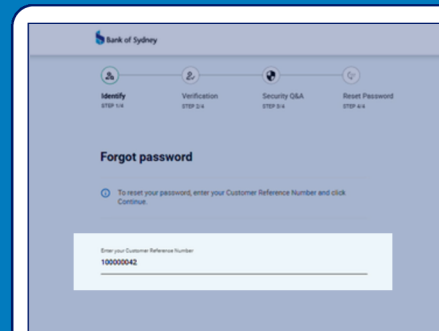 Bank of Sydney
Identify
STEP 1/4
Verification
STEP 2/4
Security Q&A
STEP 3/4
Reset Password
STEP 4/4
Forgot password
To reset your password, enter your Customer Reference Number and click
Continue.
Enter your Customer Reference Number
100000042